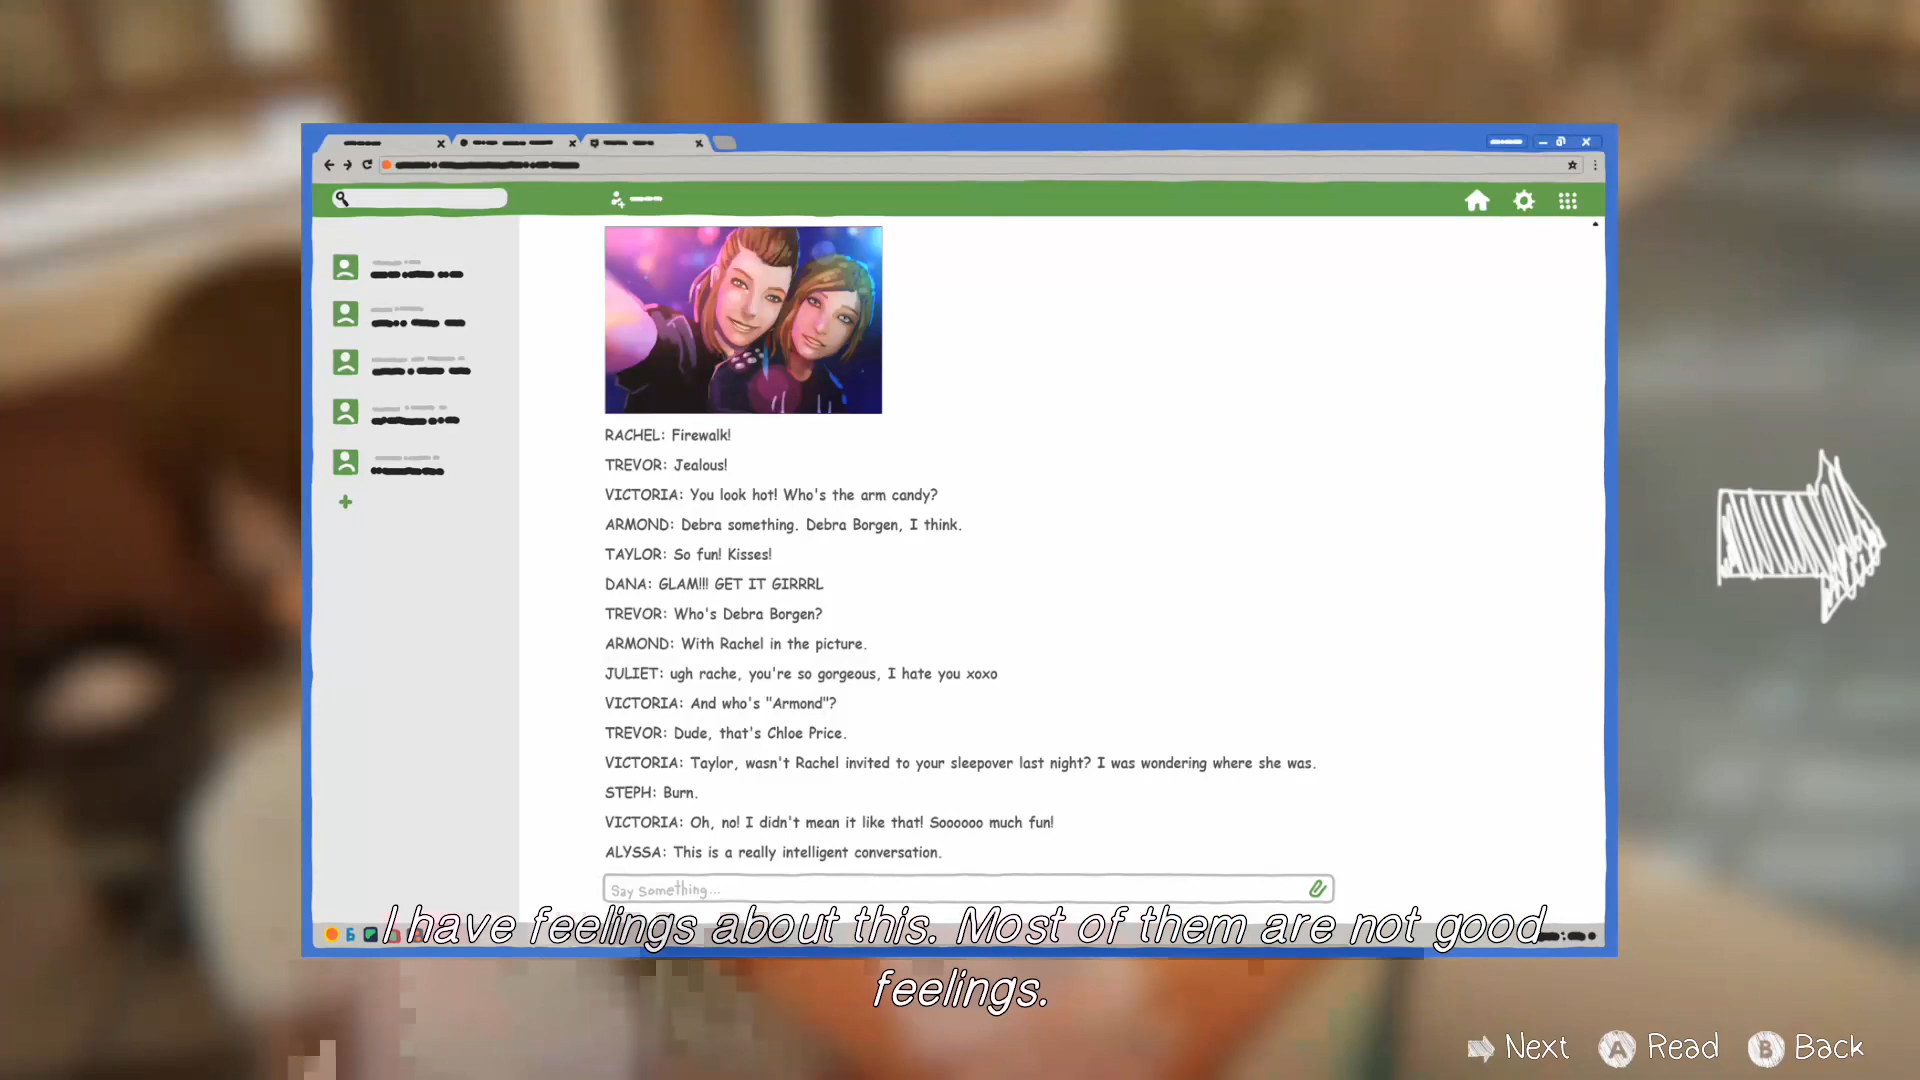 RACHEL: Firewalk!
TREVOR: Jealous!
VICTORIA: You look hot! Who's the arm candy?
ARMOND: Debra something. Debra Borgen, I think.
TAYLOR: So fun! Kisses!
DANA: GLAM!!! GET IT GIRRRL
TREVOR: Who's Debra Borgen?
ARMOND: With Rachel in the picture.
JULIET: ugh rache, you're so gorgeous, I hate you xoxo
VICTORIA: And who's "Armond"?
TREVOR: Dude, that's Chloe Price.
VICTORIA: Taylor, wasn't Rachel invited to your sleepover last night? I was wondering where she was.
STEPH: Burn.
VICTORIA: Oh, no! I didn't mean it like that! Soooooo much fun!
ALYSSA: This is a really intelligent conversation.
Say something...
I have feelings about this. Most of them are not good
feelings.
Next A Read B Back